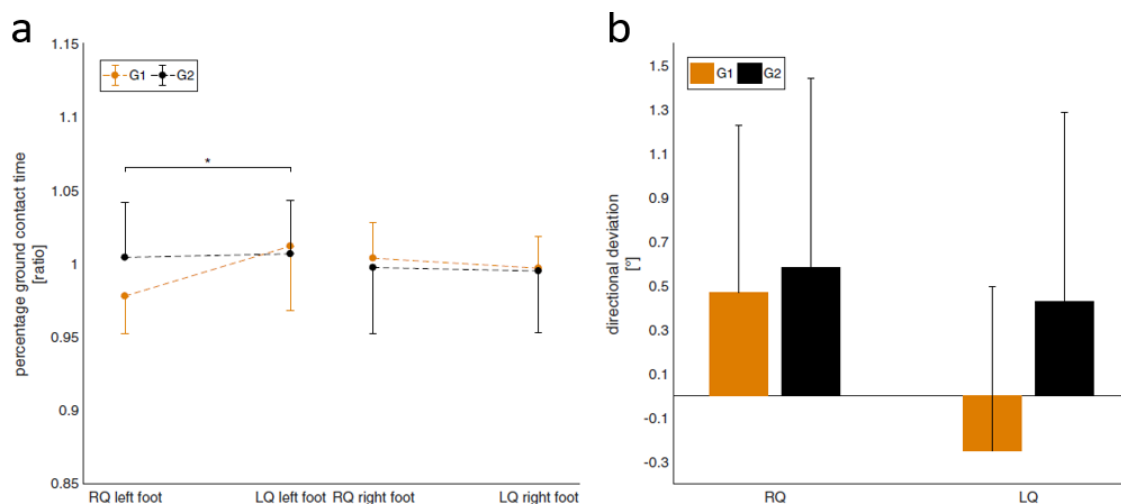 a
percentage ground contact time
[ratio]
1.15
1.1
1.05
1
0.95
0.9
0.85
G1 G2
*
RQ left foot LQ left foot RQ right foot LQ right foot
b
directional deviation
[°]
1.5
1.3
1.1
0.9
0.7
0.5
0.3
0.1
-0.1
-0.3
G1 G2
RQ LQ